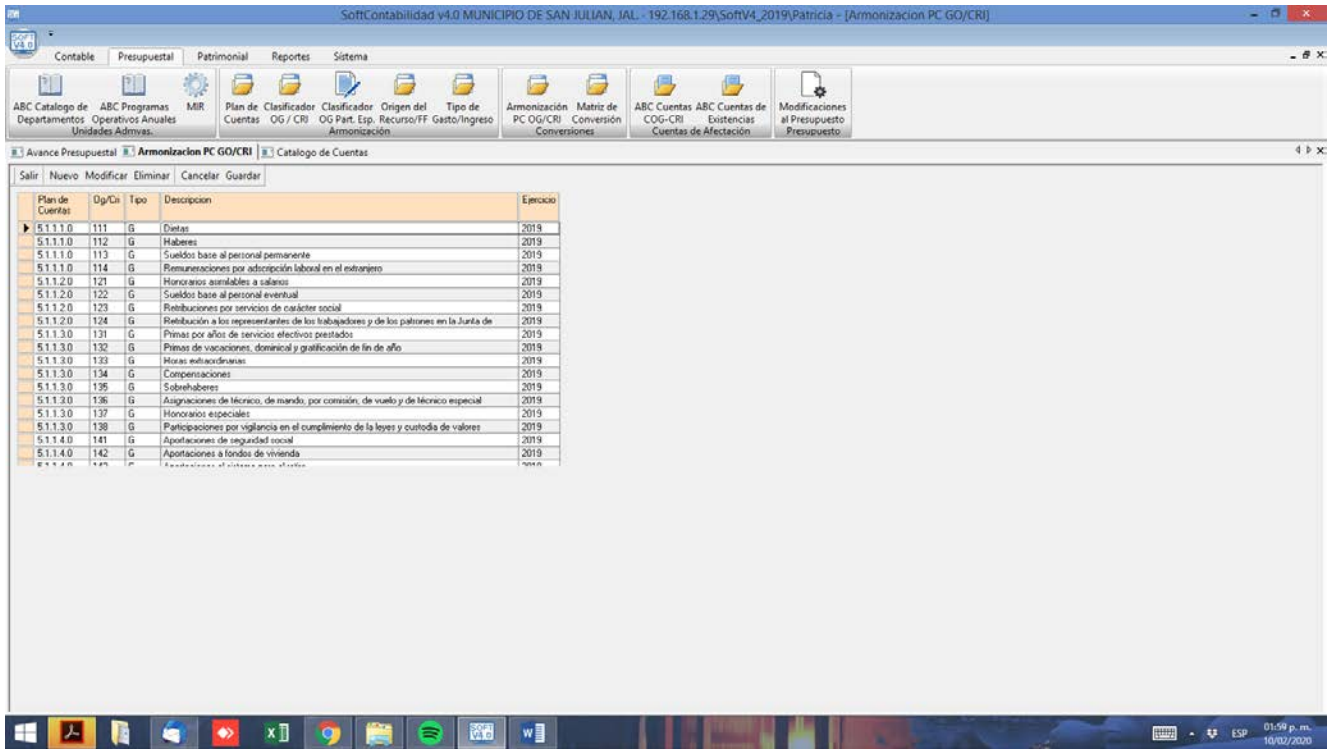 SoftContabilidad v4.0 MUNICIPIO DE SAN JULIAN, JAL. - 192.168.1.29\SoftV4_2019\Patricia - [Armonizacion PC GO/CRI]
SOFT V4.0
Contable Presupuestal Patrimonial Reportes Sistema
ABC Catalogo de Departamentos
ABC Programas Operativos Anuales
MIR
Unidades Admvas.
Plan de Cuentas
Clasificador OG / CRI
Clasificador OG Part. Esp.
Origen del Recurso/FF
Tipo de Gasto/Ingreso
Armonización
Armonización PC OG/CRI
Matriz de Conversión
Conversiones
ABC Cuentas COG-CRI
ABC Cuentas de Existencias
Cuentas de Afectación
Modificaciones al Presupuesto
Presupuesto
Avance Presupuestal Armonizacion PC GO/CRI Catalogo de Cuentas
Salir Nuevo Modificar Eliminar Cancelar Guardar
Plan de Cuentas Og/Cri Tipo Descripcion Ejercicio
5.1.1.1.0 111 G Dietas 2019
5.1.1.1.0 112 G Haberes 2019
5.1.1.1.0 113 G Sueldos base al personal permanente 2019
5.1.1.1.0 114 G Remuneraciones por adscripción laboral en el extranjero 2019
5.1.1.2.0 121 G Honorarios asimilables a salarios 2019
5.1.1.2.0 122 G Sueldos base al personal eventual 2019
5.1.1.2.0 123 G Retribuciones por servicios de carácter social 2019
5.1.1.2.0 124 G Retribución a los representantes de los trabajadores y de los patrones en la Junta de 2019
5.1.1.3.0 131 G Primas por años de servicios efectivos prestados 2019
5.1.1.3.0 132 G Primas de vacaciones, dominical y gratificación de fin de año 2019
5.1.1.3.0 133 G Horas extraordinarias 2019
5.1.1.3.0 134 G Compensaciones 2019
5.1.1.3.0 135 G Sobrehaberes 2019
5.1.1.3.0 136 G Asignaciones de técnico, de mando, por comisión, de vuelo y de técnico especial 2019
5.1.1.3.0 137 G Honorarios especiales 2019
5.1.1.3.0 138 G Participaciones por vigilancia en el cumplimiento de la leyes y custodia de valores 2019
5.1.1.4.0 141 G Aportaciones de seguridad social 2019
5.1.1.4.0 142 G Aportaciones a fondos de vivienda 2019
ESP
01:59 p. m.
10/02/2020